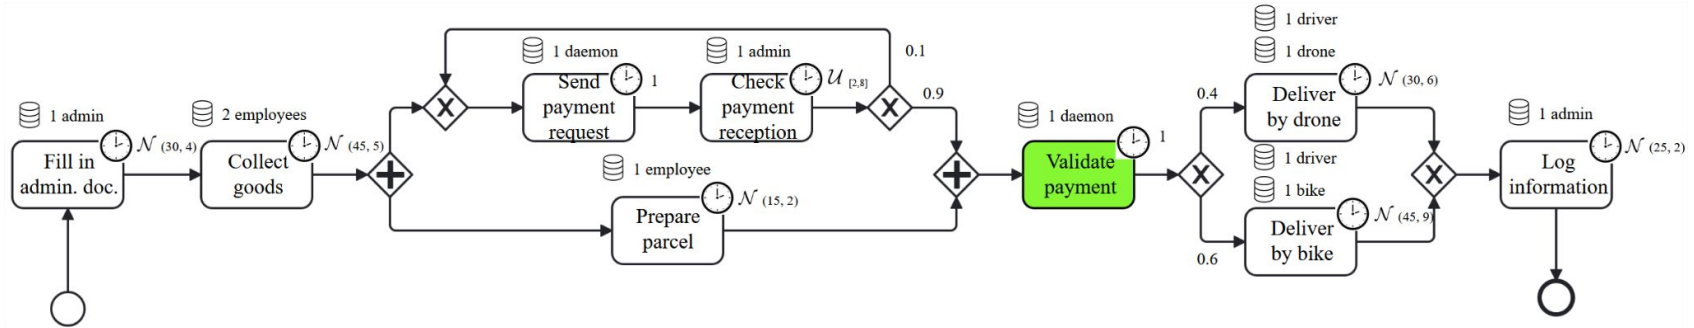 1 admin
Fill in
admin. doc.
𝒩 (30, 4)
2 employees
Collect
goods
𝒩 (45, 5)
1 daemon
Send
payment
request
1
1 admin
Check
payment
reception
𝒰 [2,8]
0.1
0.9
1 employee
Prepare
parcel
𝒩 (15, 2)
1 daemon
Validate
payment
1
0.4
0.6
1 driver
1 drone
Deliver
by drone
𝒩 (30, 6)
1 driver
1 bike
Deliver
by bike
𝒩 (45, 9)
1 admin
Log
information
𝒩 (25, 2)